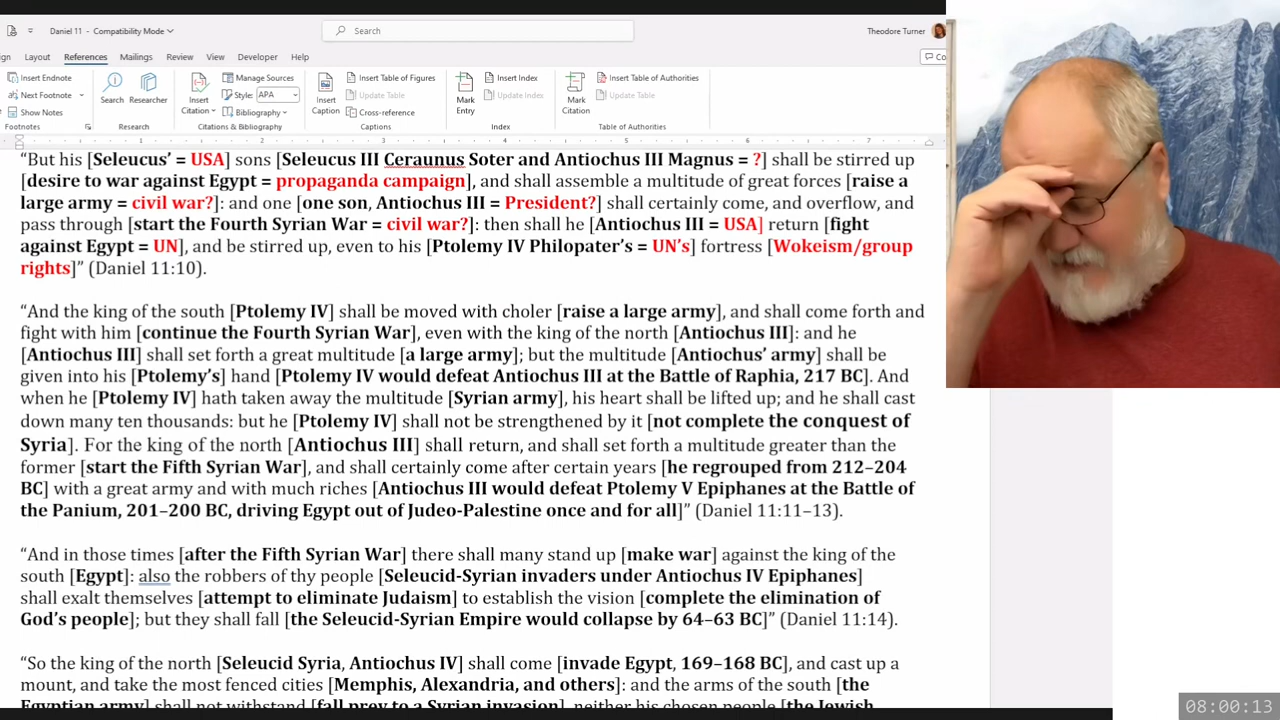 Daniel 11 - Compatibility Mode
Search
Theodore Turner
Layout References Mailings Review View Developer Help
Insert Endnote
Next Footnote
Show Notes
Footnotes
Search
Researcher
Research
Insert Citation
Manage Sources
Style: APA
Bibliography
Citations & Bibliography
Insert Caption
Insert Table of Figures
Update Table
Cross-reference
Captions
Mark Entry
Insert Index
Update Index
Index
Mark Citation
Insert Table of Authorities
Update Table
Table of Authorities
“But his [Seleucus’ = USA] sons [Seleucus III Ceraunus Soter and Antiochus III Magnus = ?] shall be stirred up
[desire to war against Egypt = propaganda campaign], and shall assemble a multitude of great forces [raise a
large army = civil war?]: and one [one son, Antiochus III = President?] shall certainly come, and overflow, and
pass through [start the Fourth Syrian War = civil war?]: then shall he [Antiochus III = USA] return [fight
against Egypt = UN], and be stirred up, even to his [Ptolemy IV Philopater’s = UN’s] fortress [Wokeism/group
rights]” (Daniel 11:10).
“And the king of the south [Ptolemy IV] shall be moved with choler [raise a large army], and shall come forth and
fight with him [continue the Fourth Syrian War], even with the king of the north [Antiochus III]: and he
[Antiochus III] shall set forth a great multitude [a large army]; but the multitude [Antiochus’ army] shall be
given into his [Ptolemy’s] hand [Ptolemy IV would defeat Antiochus III at the Battle of Raphia, 217 BC]. And
when he [Ptolemy IV] hath taken away the multitude [Syrian army], his heart shall be lifted up; and he shall cast
down many ten thousands: but he [Ptolemy IV] shall not be strengthened by it [not complete the conquest of
Syria]. For the king of the north [Antiochus III] shall return, and shall set forth a multitude greater than the
former [start the Fifth Syrian War], and shall certainly come after certain years [he regrouped from 212–204
BC] with a great army and with much riches [Antiochus III would defeat Ptolemy V Epiphanes at the Battle of
the Panium, 201–200 BC, driving Egypt out of Judeo-Palestine once and for all]” (Daniel 11:11–13).
“And in those times [after the Fifth Syrian War] there shall many stand up [make war] against the king of the
south [Egypt]: also the robbers of thy people [Seleucid-Syrian invaders under Antiochus IV Epiphanes]
shall exalt themselves [attempt to eliminate Judaism] to establish the vision [complete the elimination of
God’s people]; but they shall fall [the Seleucid-Syrian Empire would collapse by 64–63 BC]” (Daniel 11:14).
“So the king of the north [Seleucid Syria, Antiochus IV] shall come [invade Egypt, 169–168 BC], and cast up a
mount, and take the most fenced cities [Memphis, Alexandria, and others]: and the arms of the south [the
Egyptian army] shall not withstand [fall prey to a Syrian invasion], neither his chosen people [the Jewish
08:00:13